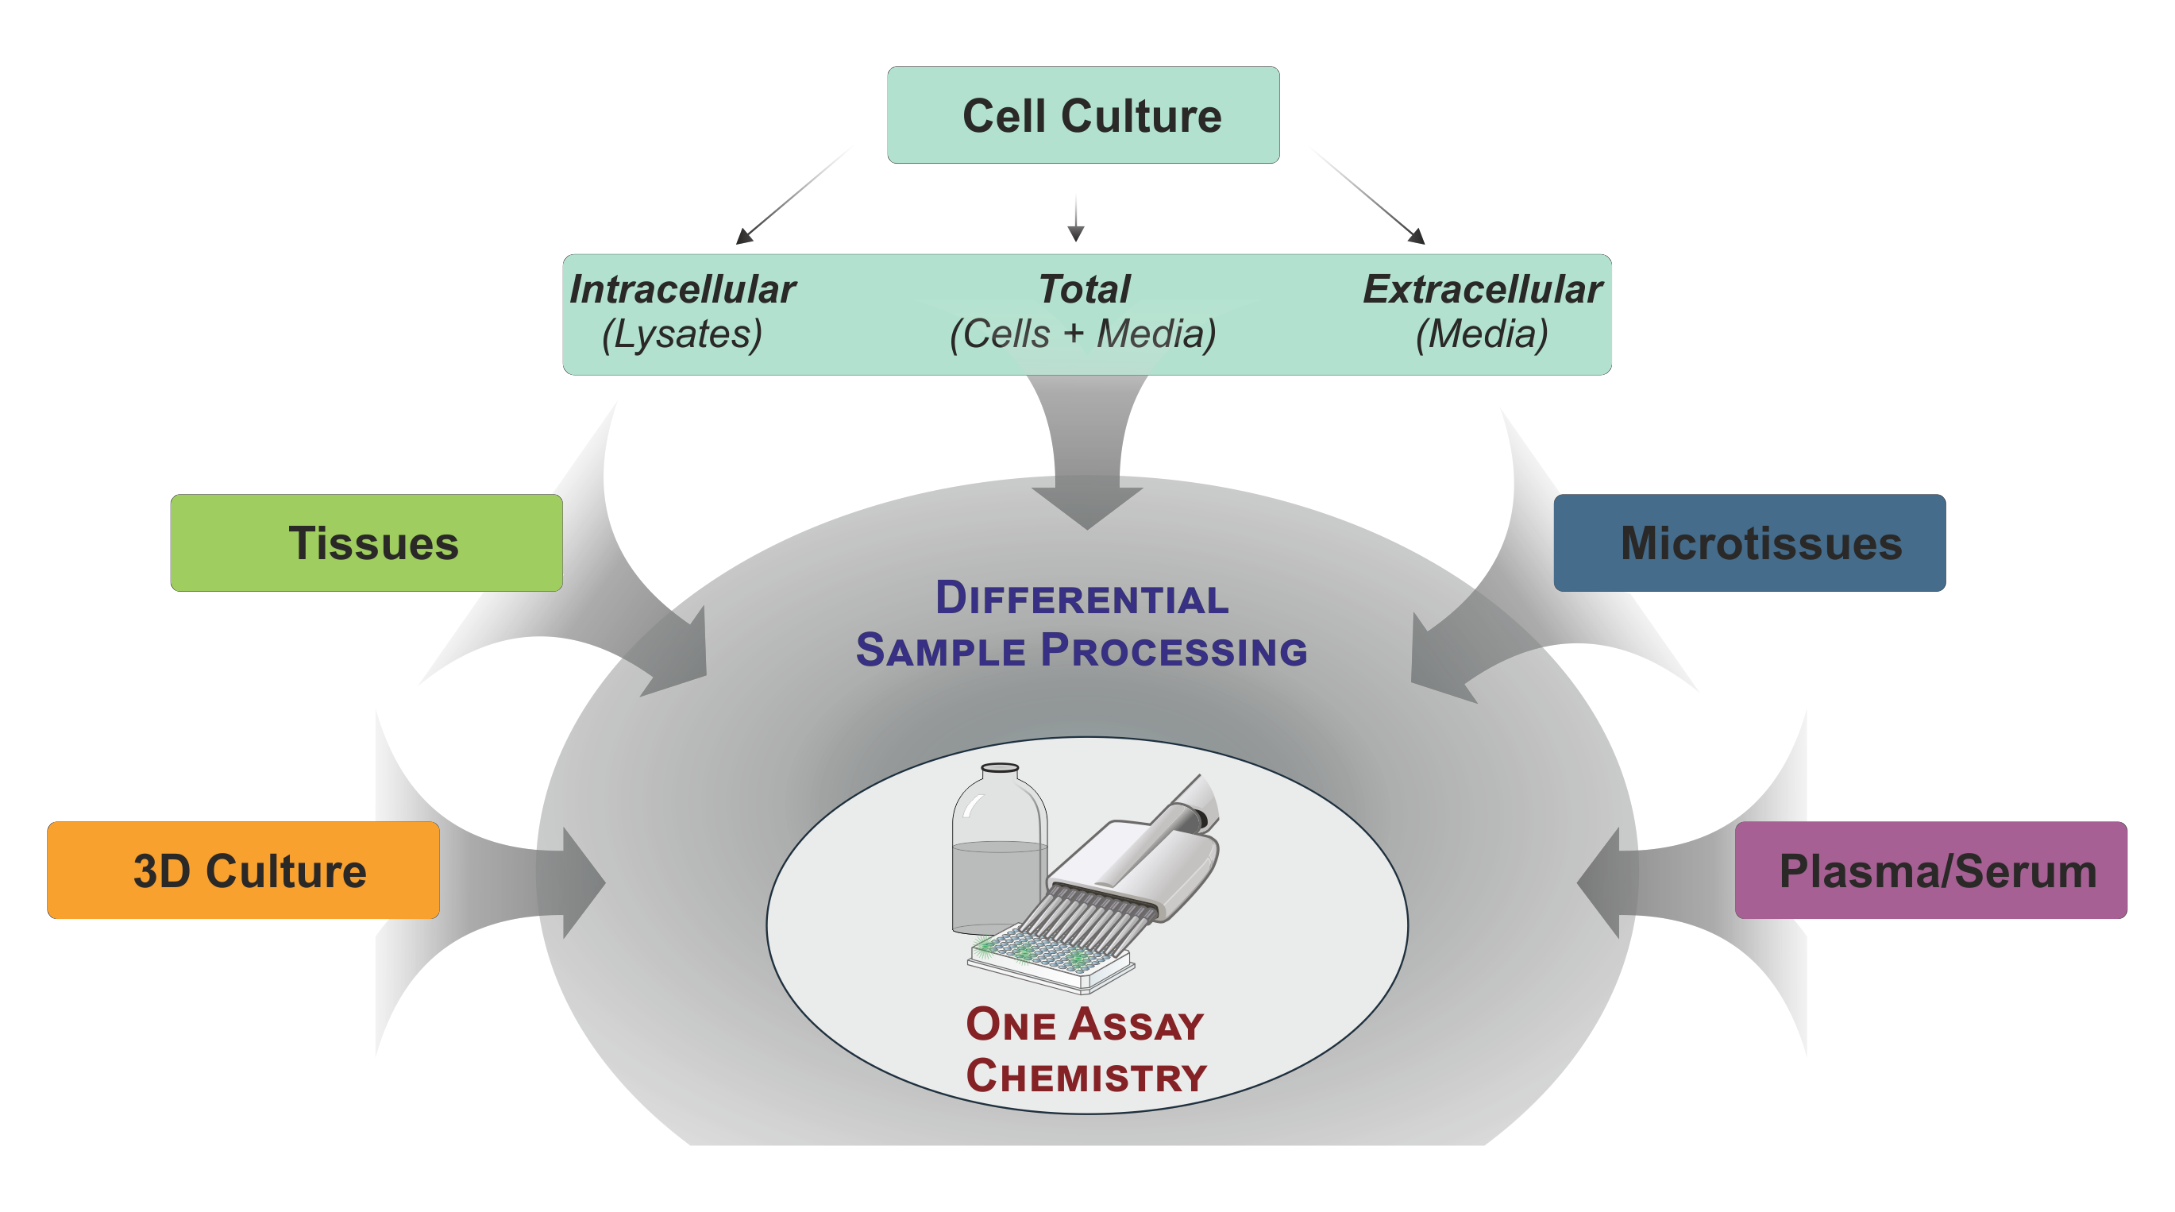 Cell Culture
Intracellular
(Lysates)
Total
(Cells + Media)
Extracellular
(Media)
Tissues
Microtissues
Differential
Sample Processing
3D Culture
Plasma/Serum
One Assay
Chemistry